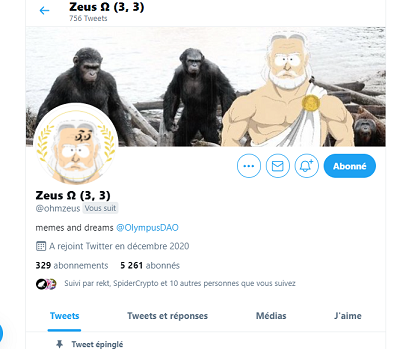 Zeus Ω (3, 3)
756 Tweets
33
Abonné
Zeus Ω (3, 3)
@ohmzeus Vous suit
memes and dreams @OlympusDAO
A rejoint Twitter en décembre 2020
329 abonnements 5 261 abonnés
Suivi par rekt, SpiderCrypto et 10 autres personnes que vous suivez
Tweets Tweets et réponses Médias J'aime
Tweet épinglé